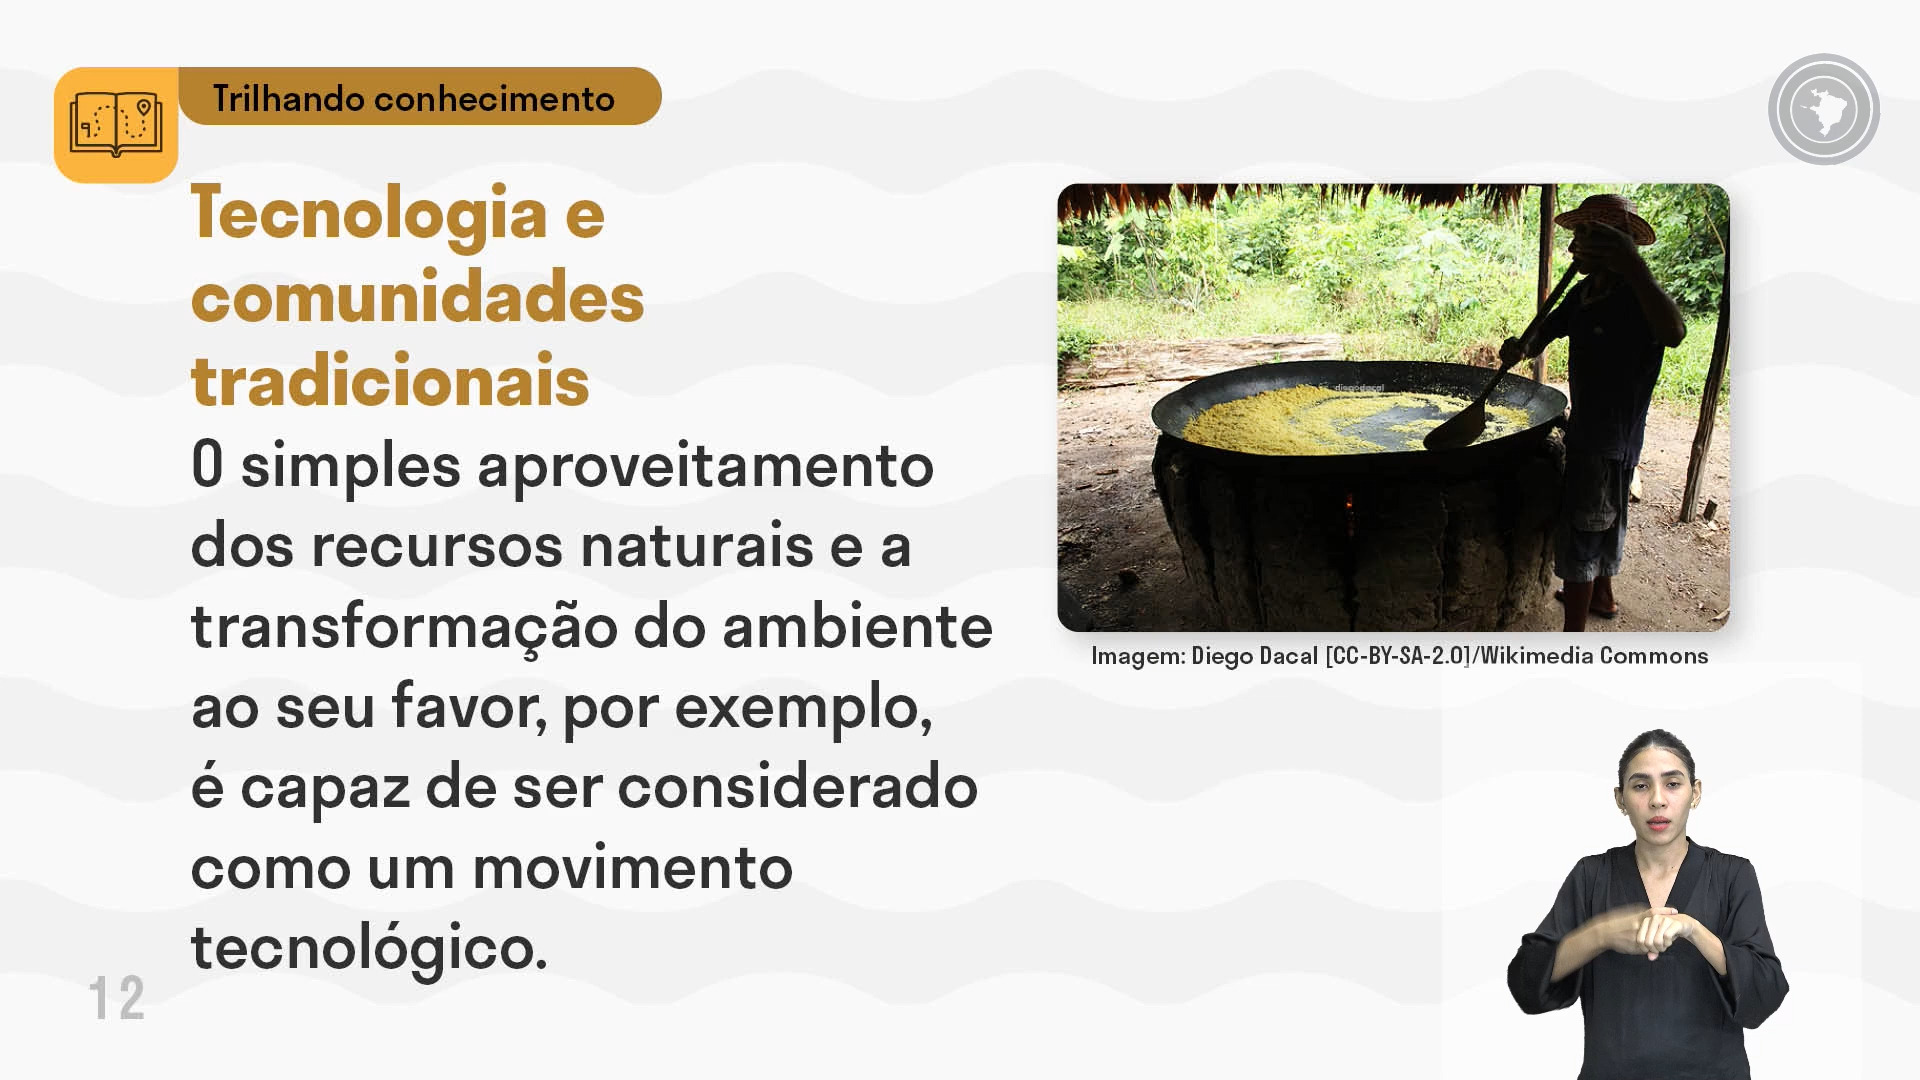 Trilhando conhecimento
Tecnologia e
comunidades
tradicionais
O simples aproveitamento
dos recursos naturais e a
transformação do ambiente
ao seu favor, por exemplo,
é capaz de ser considerado
como um movimento
tecnológico.
diegodacal
Imagem: Diego Dacal [CC-BY-SA-2.0]/Wikimedia Commons
12